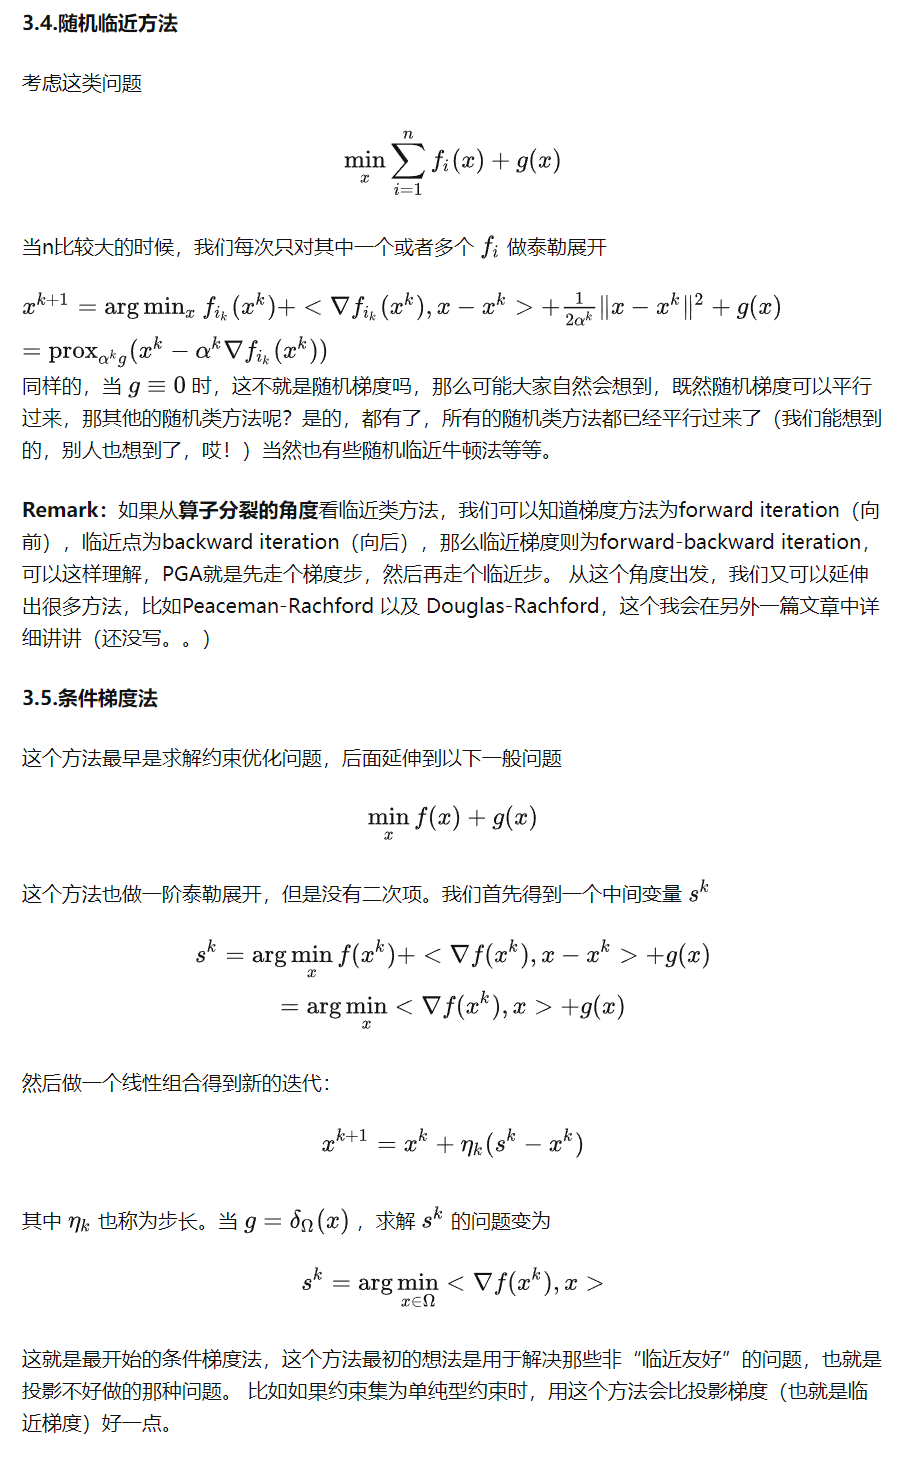 3.4.随机临近方法
考虑这类问题
$\min_x \sum_{i=1}^{n} f_i(x) + g(x)$
当n比较大的时候，我们每次只对其中一个或者多个 $f_i$ 做泰勒展开
$x^{k+1} = \arg\min_x f_{i_k}(x^k) + < \nabla f_{i_k}(x^k), x - x^k > + \frac{1}{2\alpha^k} \|x - x^k\|^2 + g(x)$
$= \text{prox}_{\alpha^k g}(x^k - \alpha^k \nabla f_{i_k}(x^k))$
同样的，当 $g \equiv 0$ 时，这不就是随机梯度吗，那么可能大家自然会想到，既然随机梯度可以平行
过来，那其他的随机类方法呢？是的，都有了，所有的随机类方法都已经平行过来了（我们能想到
的，别人也想到了，哎！）当然也有些随机临近牛顿法等等。
Remark：如果从算子分裂的角度看临近类方法，我们可以知道梯度方法为forward iteration（向
前），临近点为backward iteration（向后），那么临近梯度则为forward-backward iteration，
可以这样理解，PGA就是先走个梯度步，然后再走个临近步。 从这个角度出发，我们又可以延伸
出很多方法，比如Peaceman-Rachford 以及 Douglas-Rachford，这个我会在另外一篇文章中详
细讲讲（还没写。。）
3.5.条件梯度法
这个方法最早是求解约束优化问题，后面延伸到以下一般问题
$\min_x f(x) + g(x)$
这个方法也做一阶泰勒展开，但是没有二次项。我们首先得到一个中间变量 $s^k$
$s^k = \arg\min_x f(x^k) + < \nabla f(x^k), x - x^k > + g(x)$
$= \arg\min_x < \nabla f(x^k), x > + g(x)$
然后做一个线性组合得到新的迭代：
$x^{k+1} = x^k + \eta_k(s^k - x^k)$
其中 $\eta_k$ 也称为步长。当 $g = \delta_\Omega(x)$ ，求解 $s^k$ 的问题变为
$s^k = \arg\min_{x \in \Omega} < \nabla f(x^k), x >$
这就是最开始的条件梯度法，这个方法最初的想法是用于解决那些非“临近友好”的问题，也就是
投影不好做的那种问题。 比如如果约束集为单纯型约束时，用这个方法会比投影梯度（也就是临
近梯度）好一点。